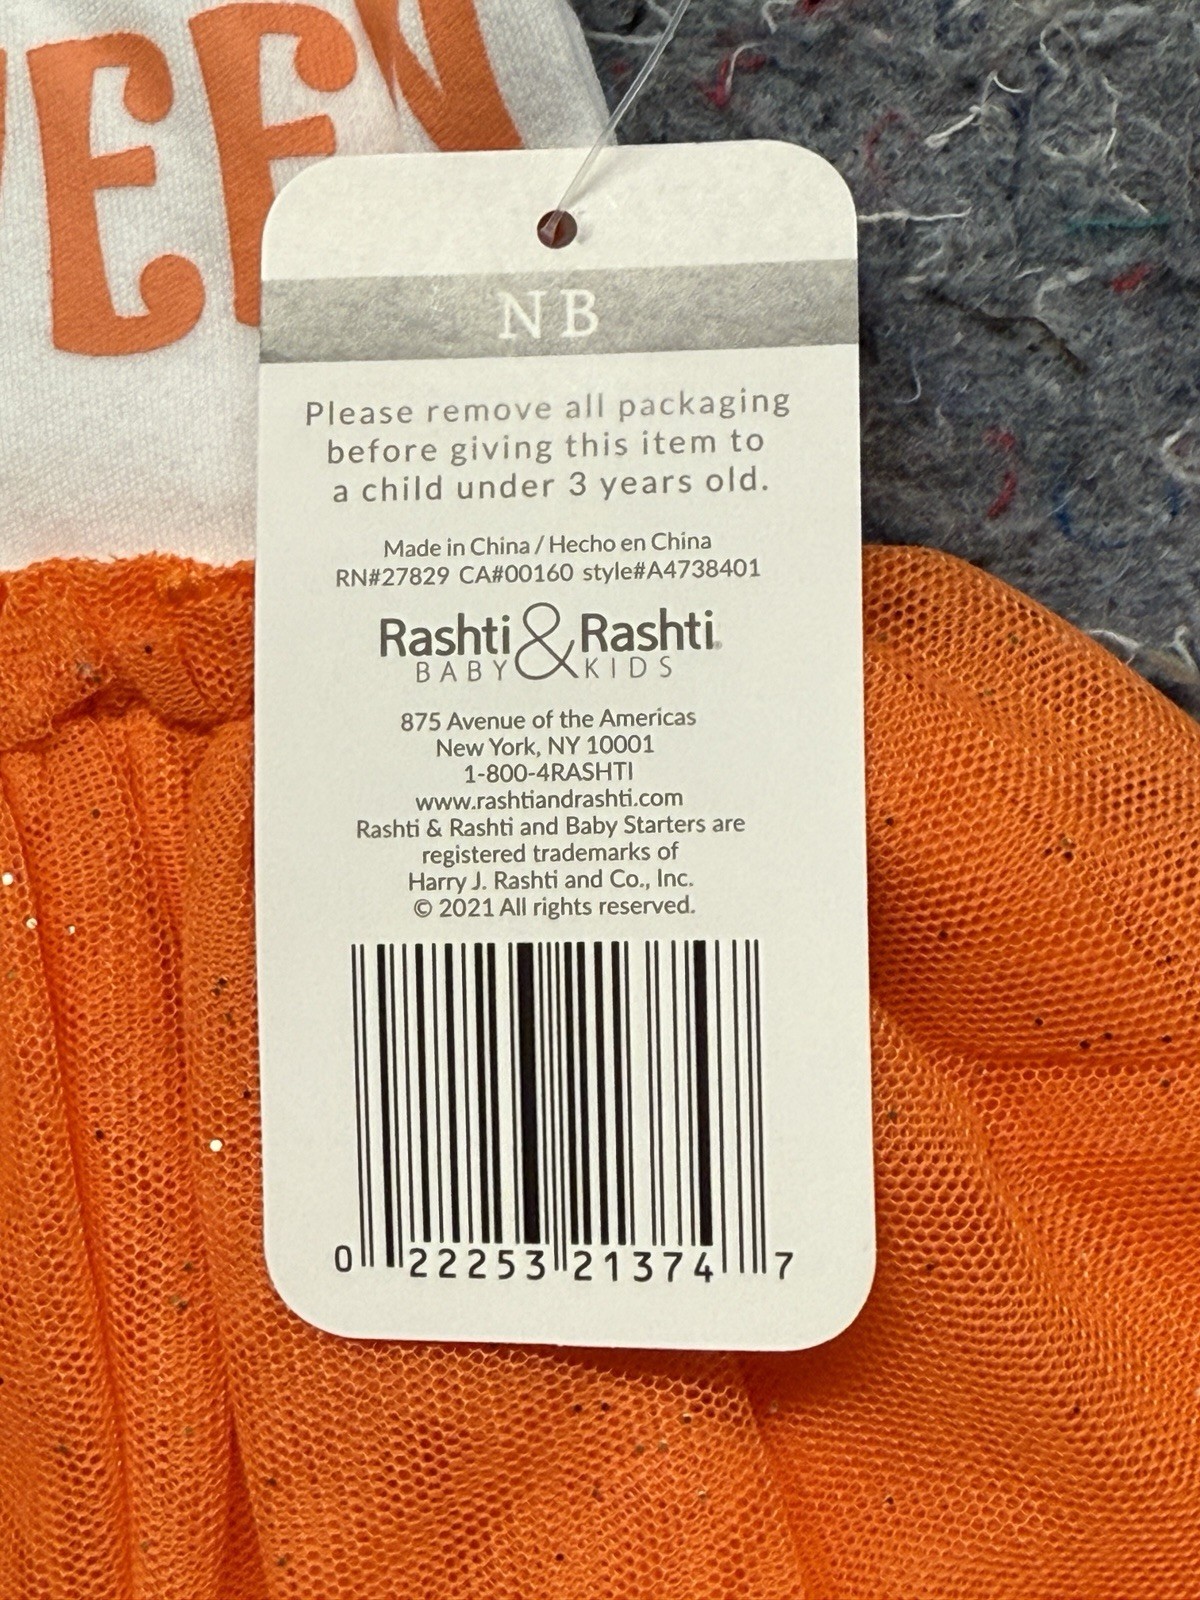 EEN
NB
Please remove all packaging
before giving this item to
a child under 3 years old.
Made in China / Hecho en China
RN#27829 CA#00160 style#A4738401
Rashti & Rashti®
BABY KIDS
875 Avenue of the Americas
New York, NY 10001
1-800-4RASHTI
www.rashtiandrashti.com
Rashti & Rashti and Baby Starters are
registered trademarks of
Harry J. Rashti and Co., Inc.
© 2021 All rights reserved.
0 22253 21374 7